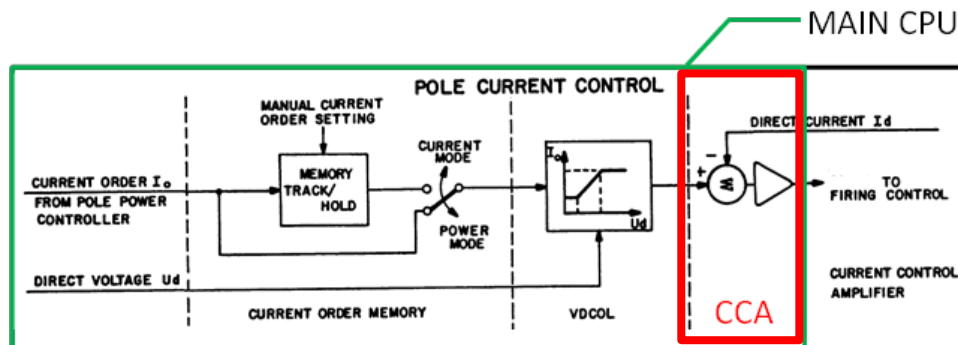 MAIN CPU
POLE CURRENT CONTROL
MANUAL CURRENT
ORDER SETTING
DIRECT CURRENT Id
CURRENT
MODE
MEMORY
TRACK/
HOLD
I₀
CURRENT ORDER I₀
FROM POLE POWER
CONTROLLER
POWER
MODE
Ud
+ -
W
TO
FIRING
CONTROL
DIRECT VOLTAGE Ud
CURRENT CONTROL
AMPLIFIER
CURRENT ORDER MEMORY
VDCOL
CCA